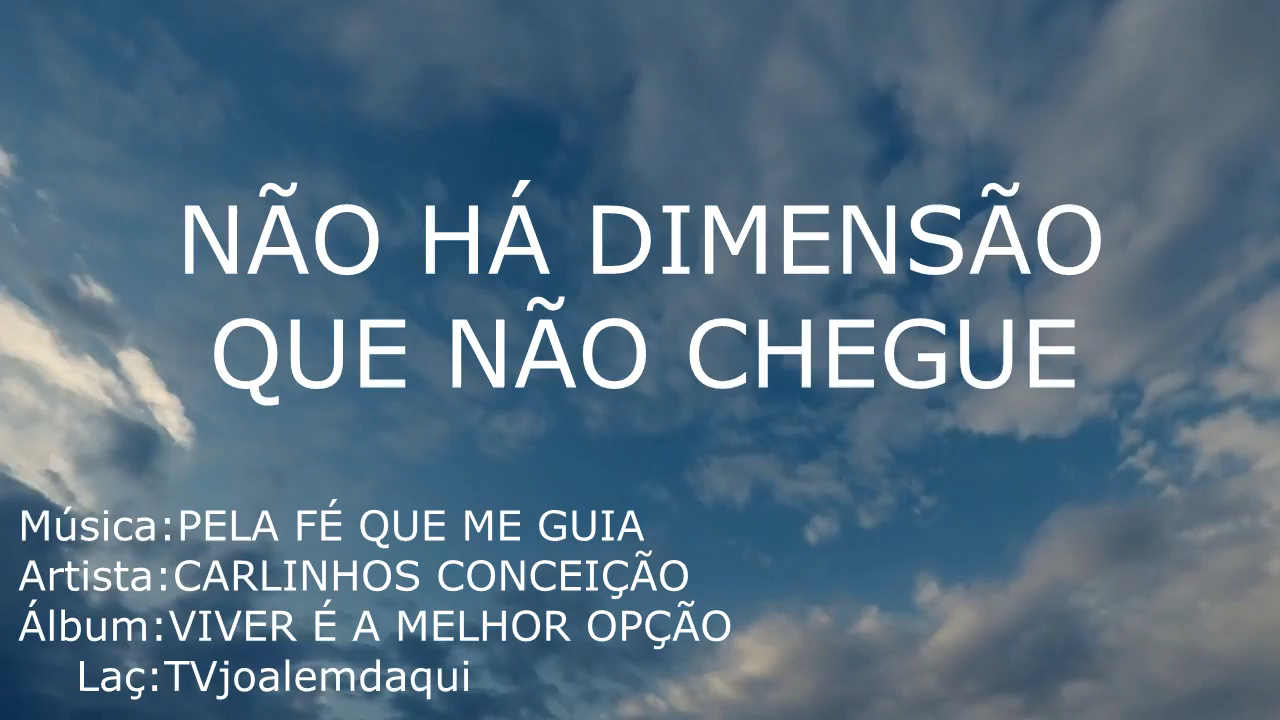 NÃO HÁ DIMENSÃO
QUE NÃO CHEGUE
Música:PELA FÉ QUE ME GUIA
Artista:CARLINHOS CONCEIÇÃO
Álbum:VIVER É A MELHOR OPÇÃO
Laç:TVjoalemdaqui